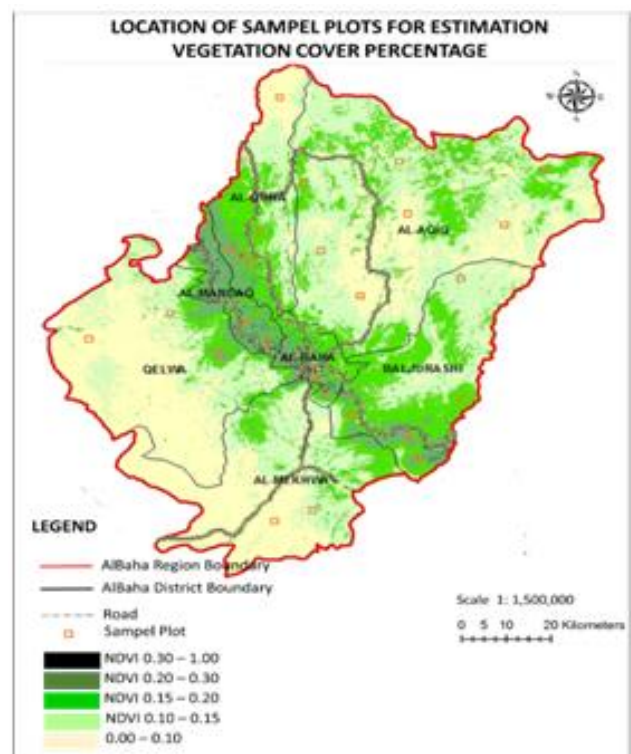 LOCATION OF SAMPEL PLOTS FOR ESTIMATION
VEGETATION COVER PERCENTAGE
AL-AQIQ
AL-MANDAQ
AL-BAHA
QELWA
BALJURASHI
AL-MEKHWA
LEGEND
AlBaha Region Boundary
AlBaha District Boundary
Road
Sampel Plot
NDVI 0.30 – 1.00
NDVI 0.20 – 0.30
NDVI 0.15 – 0.20
NDVI 0.10 – 0.15
0.00 – 0.10
Scale 1: 1,500,000
0 5 10 20 Kilometers